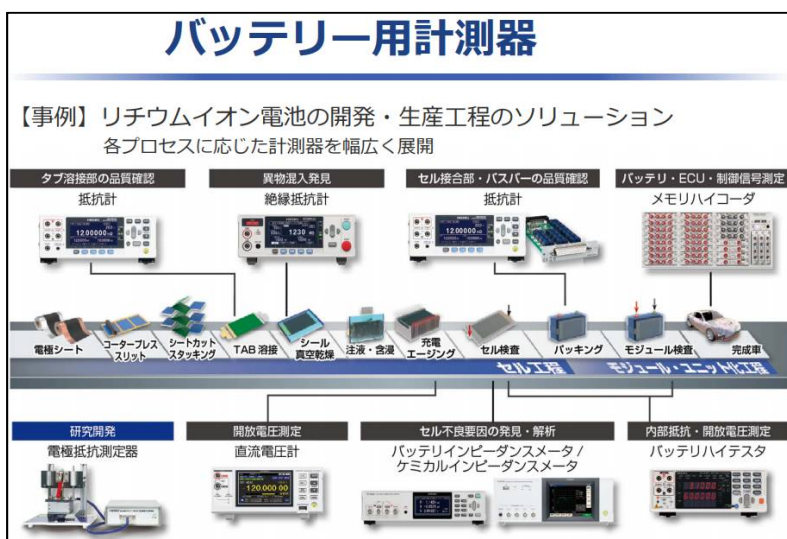 バッテリー用計測器
【事例】リチウムイオン電池の開発・生産工程のソリューション
各プロセスに応じた計測器を幅広く展開
タブ溶接部の品質確認
抵抗計
異物混入発見
絶縁抵抗計
セル接合部・バスバーの品質確認
抵抗計
バッテリ・ECU・制御信号測定
メモリハイコーダ
12.00000
1230
12.00000
電極シート
コータープレス
スリット
シートカット
スタッキング
TAB 溶接
シール
真空乾燥
注液・含浸
充電
エージング
セル検査
パッキング
モジュール検査
完成車
セル工程
モジュール・ユニット化工程
研究開発
電極抵抗測定器
開放電圧測定
直流電圧計
120.000 00
セル不良要因の発見・解析
バッテリインピーダンスメータ /
ケミカルインピーダンスメータ
内部抵抗・開放電圧測定
バッテリハイテスタ